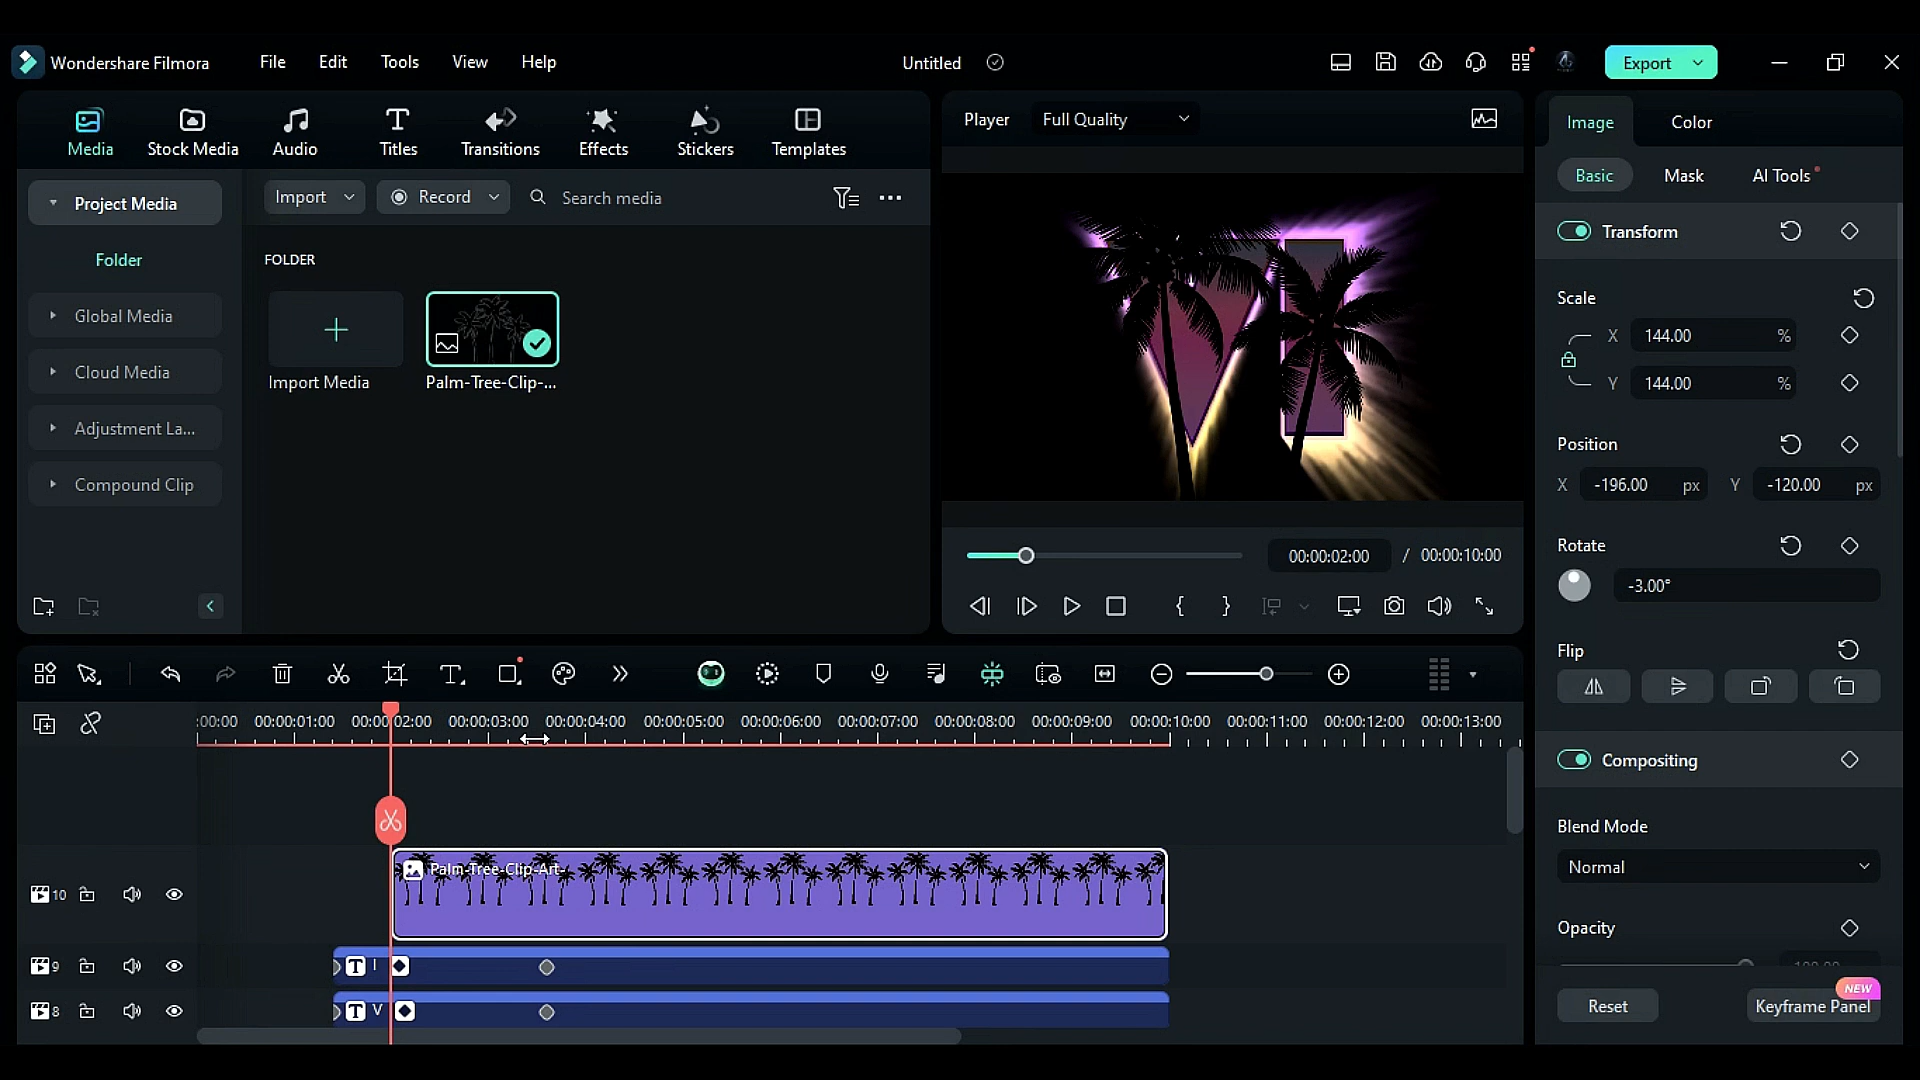 Wondershare Filmora File Edit Tools View Help Untitled Export
Media Stock Media Audio Titles Transitions Effects Stickers Templates
Player Full Quality
Image Color
Basic Mask AI Tools
Project Media
Import Record Search media
Folder
FOLDER
Global Media
Cloud Media
Adjustment La...
Compound Clip
Import Media Palm-Tree-Clip-...
00:00:02:00 / 00:00:10:00
Transform
Scale
X 144.00 %
Y 144.00 %
Position
X -196.00 px Y -120.00 px
Rotate
-3.00°
Flip
Compositing
Blend Mode
Normal
Opacity
NEW
Reset Keyframe Panel
:00:00 00:00:01:00 00:00:02:00 00:00:03:00 00:00:04:00 00:00:05:00 00:00:06:00 00:00:07:00 00:00:08:00 00:00:09:00 00:00:10:00 00:00:11:00 00:00:12:00 00:00:13:00
Palm-Tree-Clip-Art-
10
9 T I
8 T V